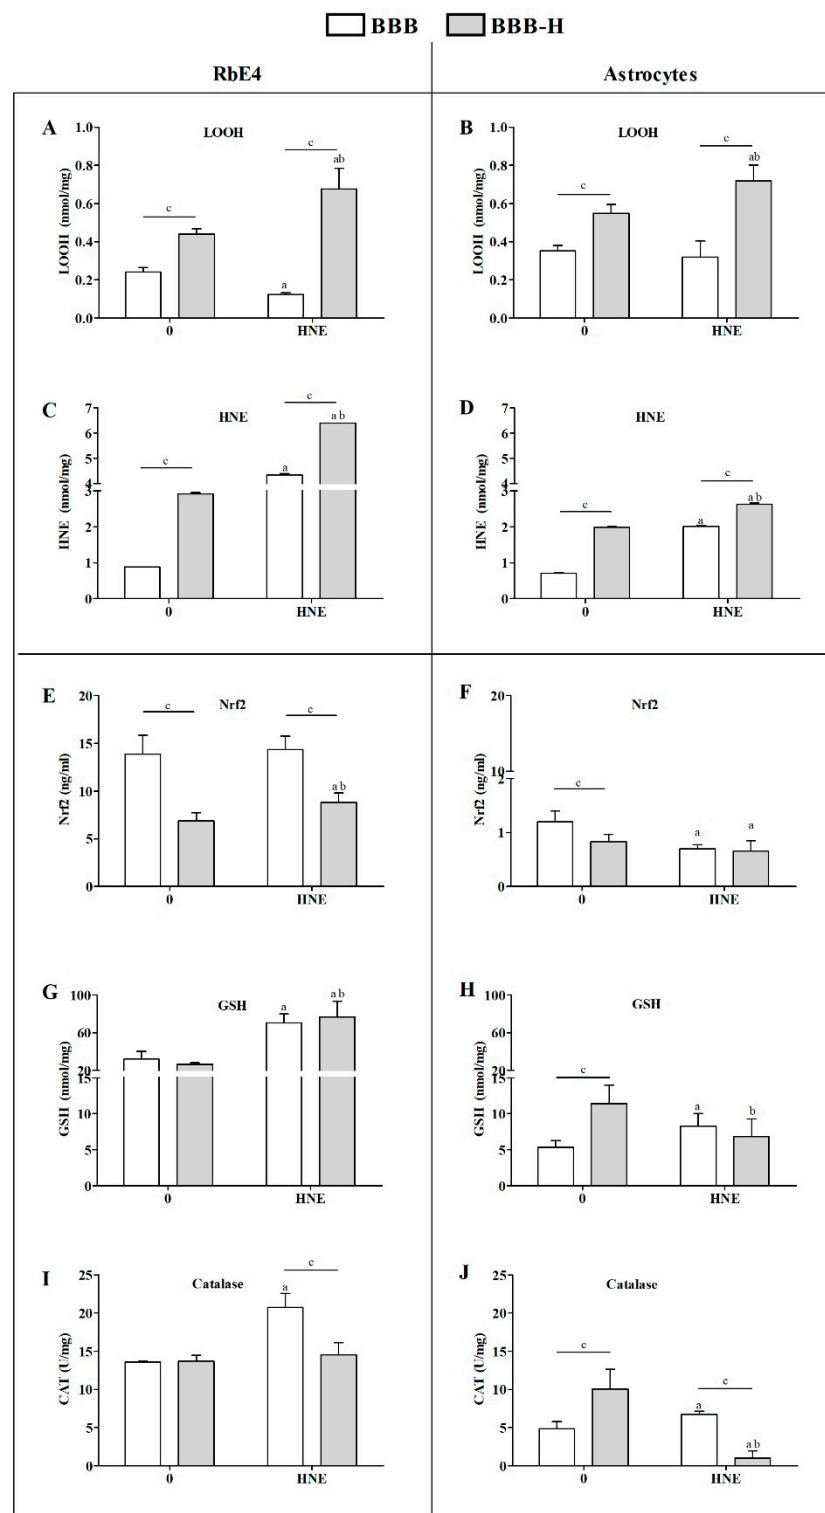 BBB BBB-H
RbE4 Astrocytes
A
LOOH
LOOH (nmol/mg)
1.0
0.8
0.6
0.4
0.2
0.0
c
c
ab
a
0 HNE
B
LOOH
LOOH (nmol/mg)
1.0
0.8
0.6
0.4
0.2
0.0
c
c
ab
0 HNE
C
HNE
HNE (nmol/mg)
7
6
5
4
3
2
1
0
c
c
a b
a
0 HNE
D
HNE
HNE (nmol/mg)
7
6
5
4
3
2
1
0
c
c
a
a b
0 HNE
E
Nrf2
Nrf2 (ng/ml)
20
15
10
5
0
c
c
a b
0 HNE
F
Nrf2
Nrf2 (ng/ml)
20
10
2
1
0
c
a
a
0 HNE
G
GSH
GSH (nmol/mg)
100
60
20
15
10
5
0
a
a b
0 HNE
H
GSH
GSH (nmol/mg)
100
60
20
15
10
5
0
c
a
b
0 HNE
I
Catalase
CAT (U/mg)
25
20
15
10
5
0
c
a
0 HNE
J
Catalase
CAT (U/mg)
25
20
15
10
5
0
c
c
a
a b
0 HNE